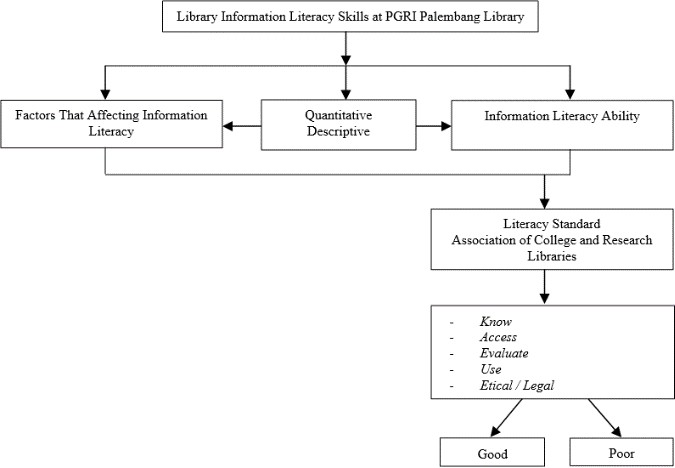 Library Information Literacy Skills at PGRI Palembang Library
Factors That Affecting Information
Literacy
Quantitative
Descriptive
Information Literacy Ability
Literacy Standard
Association of College and Research
Libraries
- Know
- Access
- Evaluate
- Use
- Etical / Legal
Good
Poor